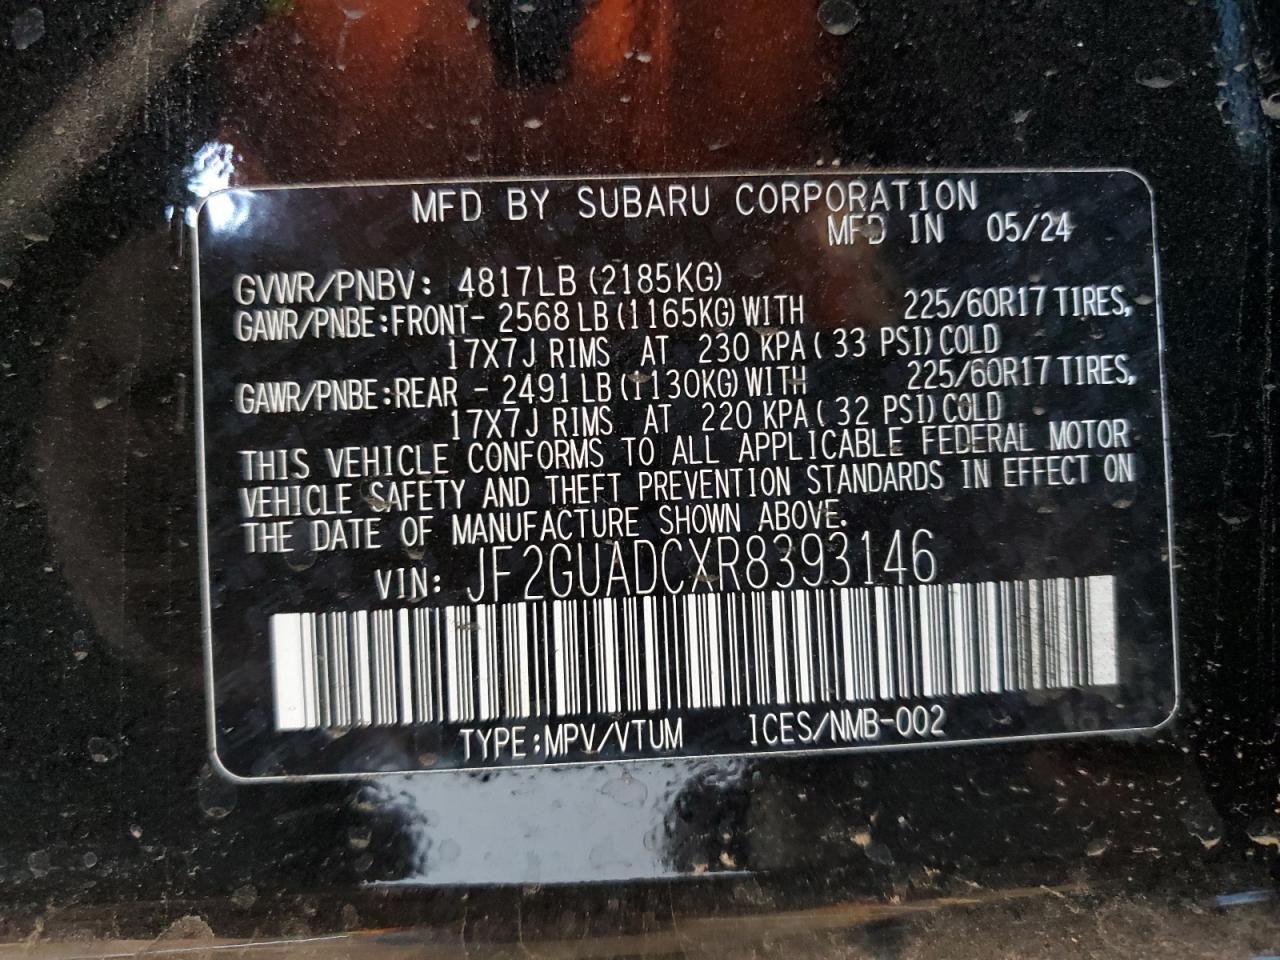 MFD BY SUBARU CORPORATION
MFD IN 05/24
GVWR/PNBV: 4817LB (2185KG)
GAWR/PNBE:FRONT- 2568 LB (1165KG) WITH 225/60R17 TIRES,
17X7J RIMS AT 230 KPA ( 33 PSI) COLD
GAWR/PNBE:REAR - 2491 LB (1130KG) WITH 225/60R17 TIRES,
17X7J RIMS AT 220 KPA ( 32 PSI) COLD
THIS VEHICLE CONFORMS TO ALL APPLICABLE FEDERAL MOTOR
VEHICLE SAFETY AND THEFT PREVENTION STANDARDS IN EFFECT ON
THE DATE OF MANUFACTURE SHOWN ABOVE.
VIN: JF2GUADCXR8393146
TYPE:MPV/VTUM ICES/NMB-002